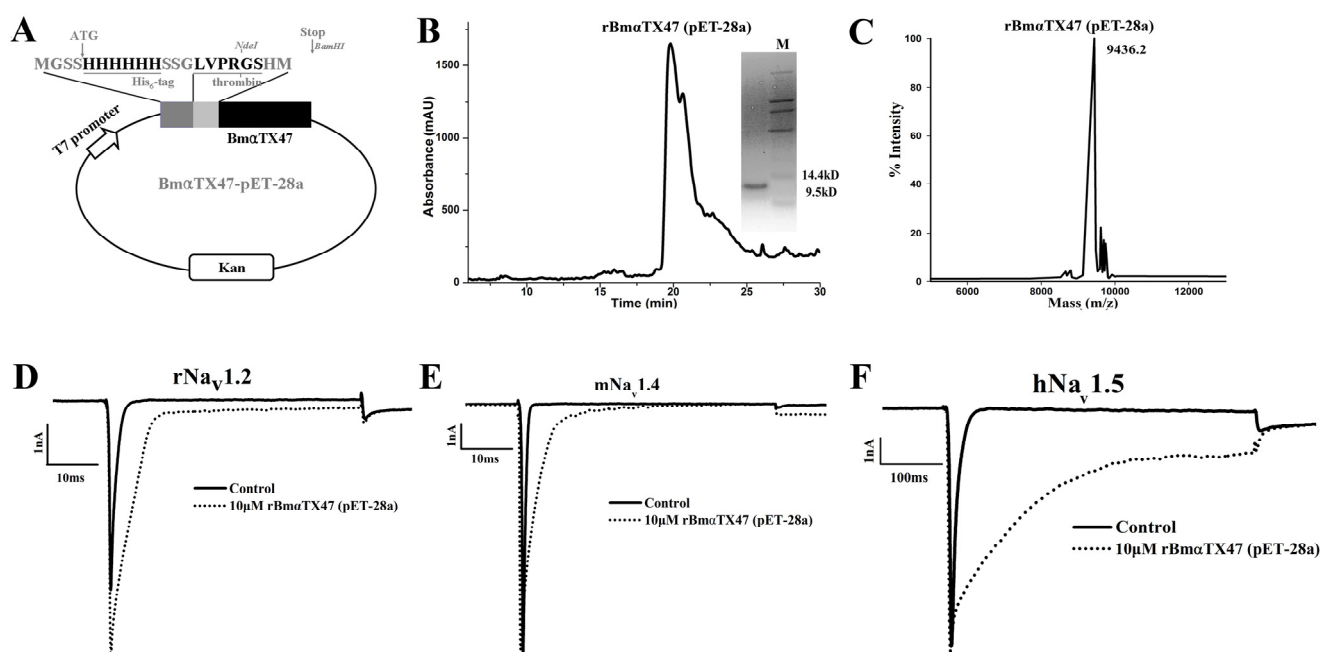 A
ATG
NdeI
Stop
BamHI
MGSSHHHHHHSSGLVPRGSHM
His6-tag
thrombin
T7 promoter
BmαTX47
BmαTX47-pET-28a
Kan
B
rBmαTX47 (pET-28a)
M
14.4kD
9.5kD
Absorbance (mAU)
1500
1000
500
0
10
15
20
25
30
Time (min)
C
rBmαTX47 (pET-28a)
9436.2
% Intensity
100
80
60
40
20
0
6000
8000
10000
12000
Mass (m/z)
D
rNav1.2
1nA
10ms
Control
10μM rBmαTX47 (pET-28a)
E
mNav1.4
1nA
10ms
Control
10μM rBmαTX47 (pET-28a)
F
hNav1.5
1nA
100ms
Control
10μM rBmαTX47 (pET-28a)